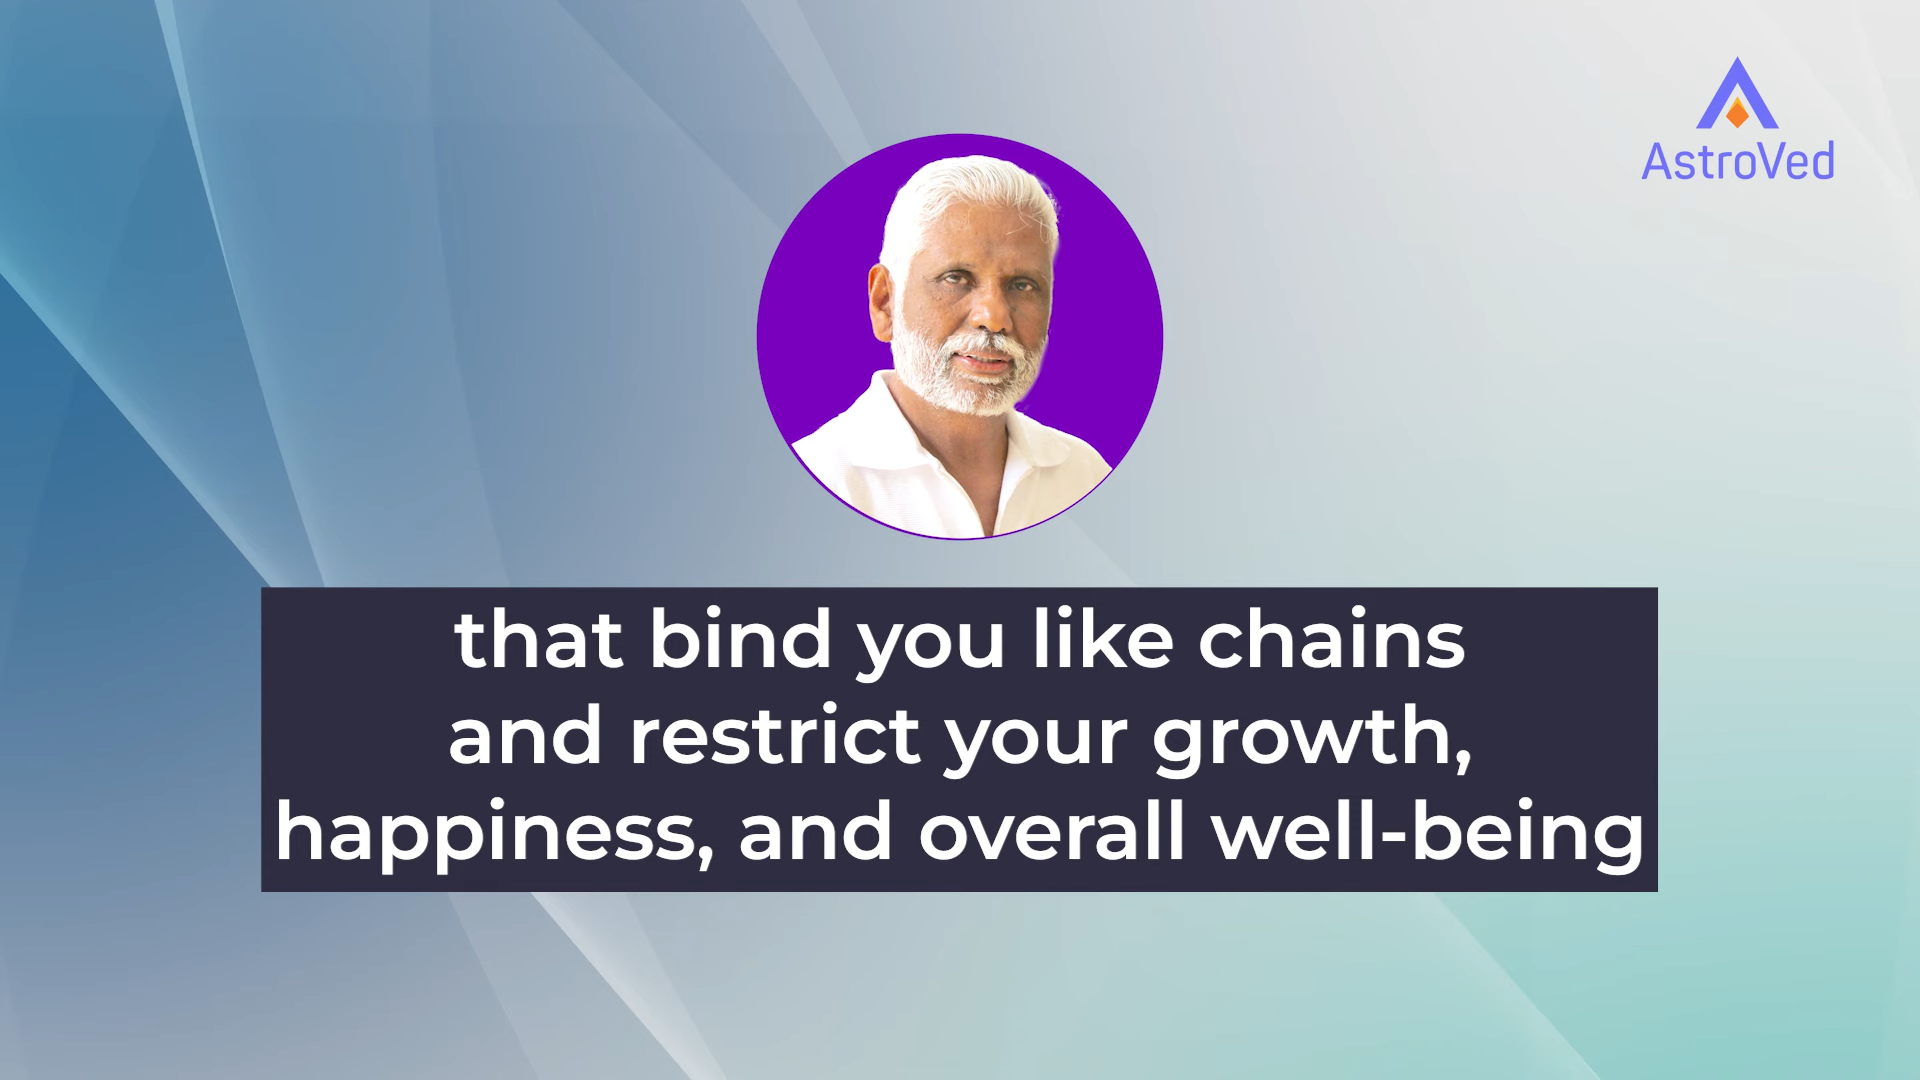 AstroVed
that bind you like chains
and restrict your growth,
happiness, and overall well-being